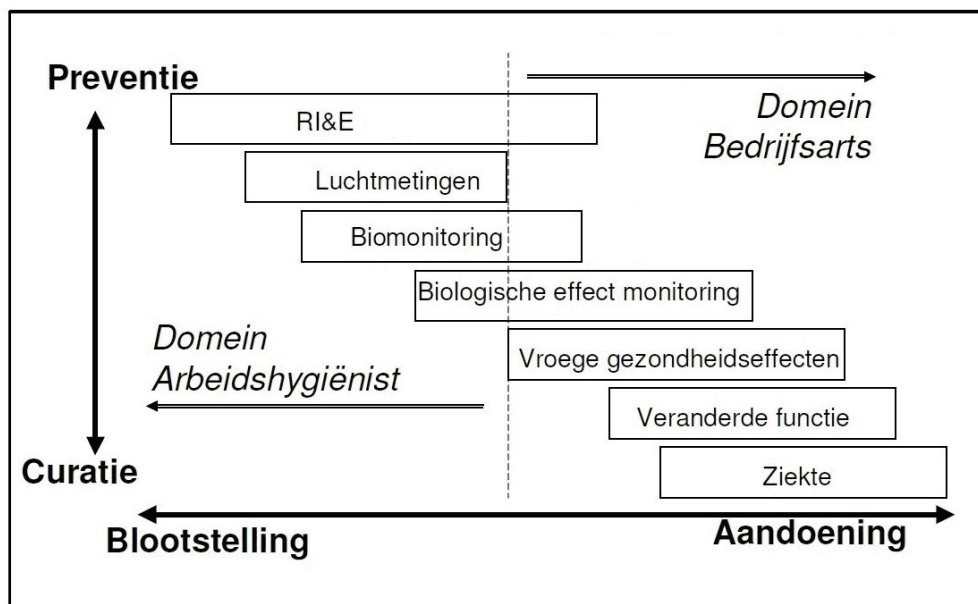 Preventie
Domein
Bedrijfsarts
RI&E
Luchtmetingen
Biomonitoring
Biologische effect monitoring
Domein
Arbeidshygiënist
Vroege gezondheidseffecten
Veranderde functie
Ziekte
Curatie
Blootstelling
Aandoening